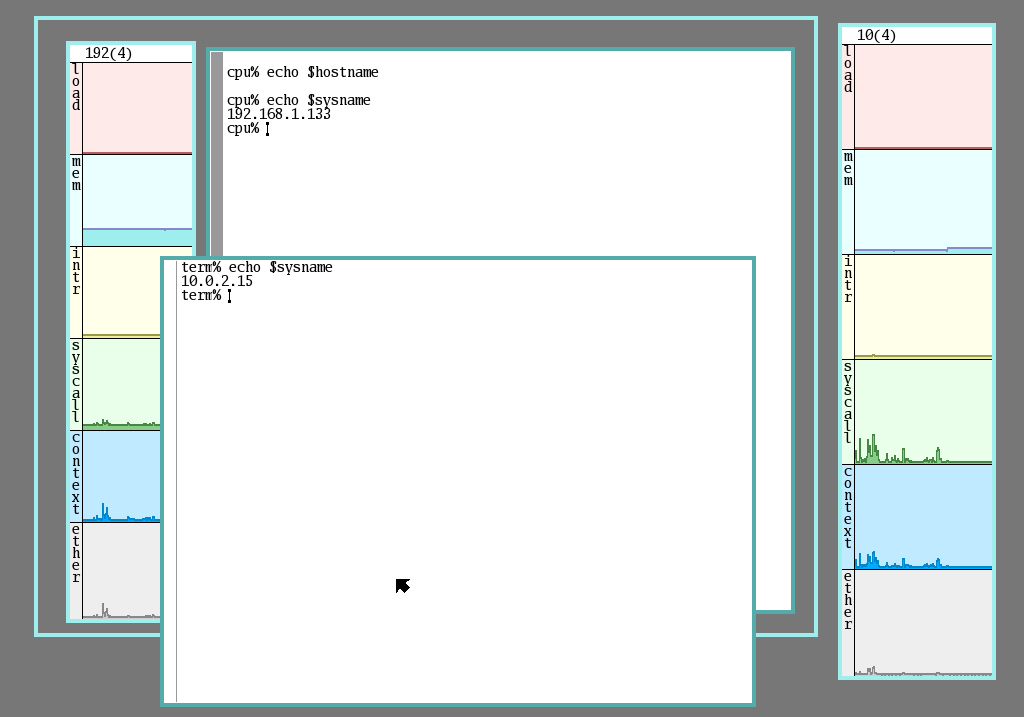 192(4)
load
mem
intr
syscall
context
ether
cpu% echo $hostname
cpu% echo $sysname
192.168.1.133
cpu%
term% echo $sysname
10.0.2.15
term%
10(4)
load
mem
intr
syscall
context
ether